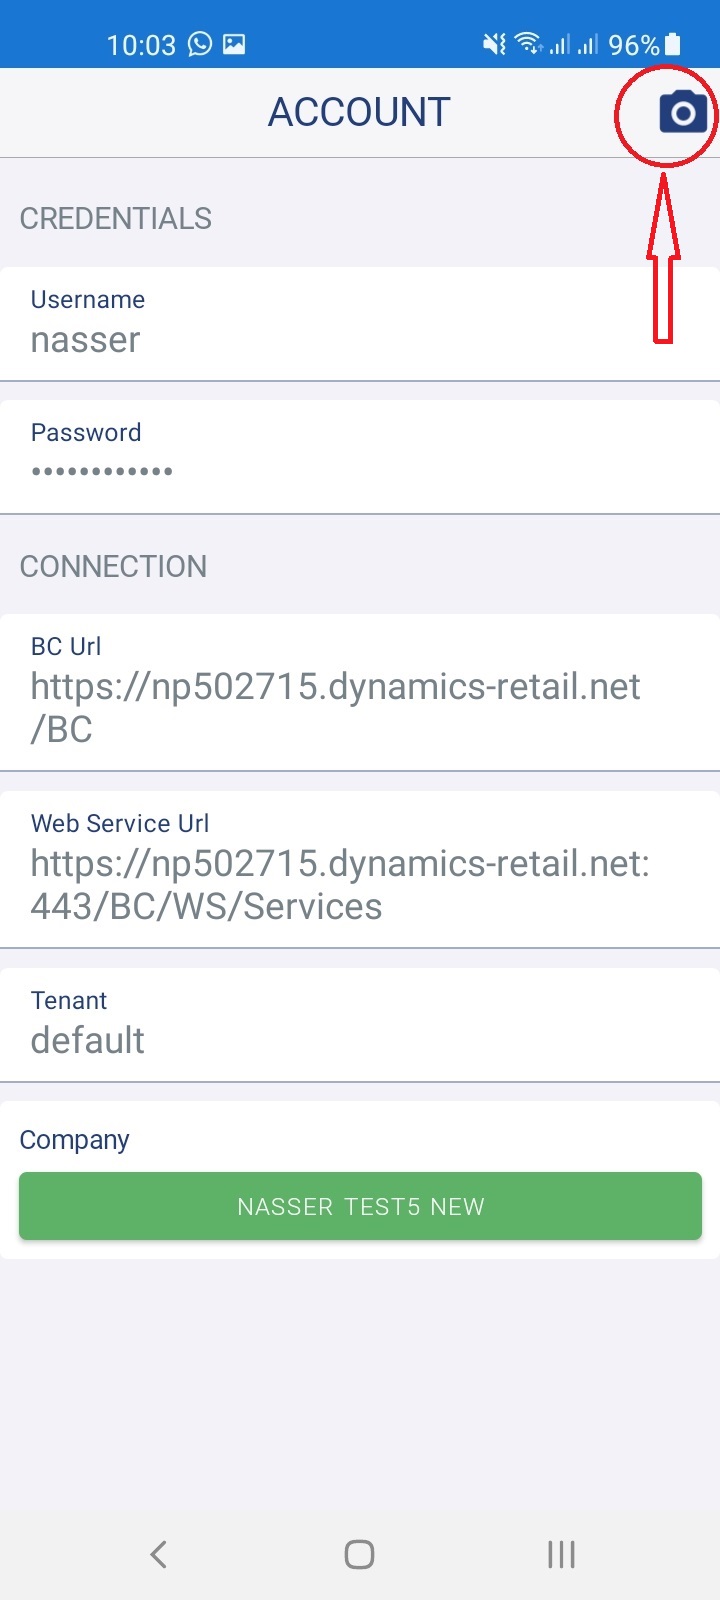 10:03
96%
ACCOUNT
CREDENTIALS
Username
nasser
Password
••••••••••••
CONNECTION
BC Url
https://np502715.dynamics-retail.net
/BC
Web Service Url
https://np502715.dynamics-retail.net:
443/BC/WS/Services
Tenant
default
Company
NASSER TEST5 NEW